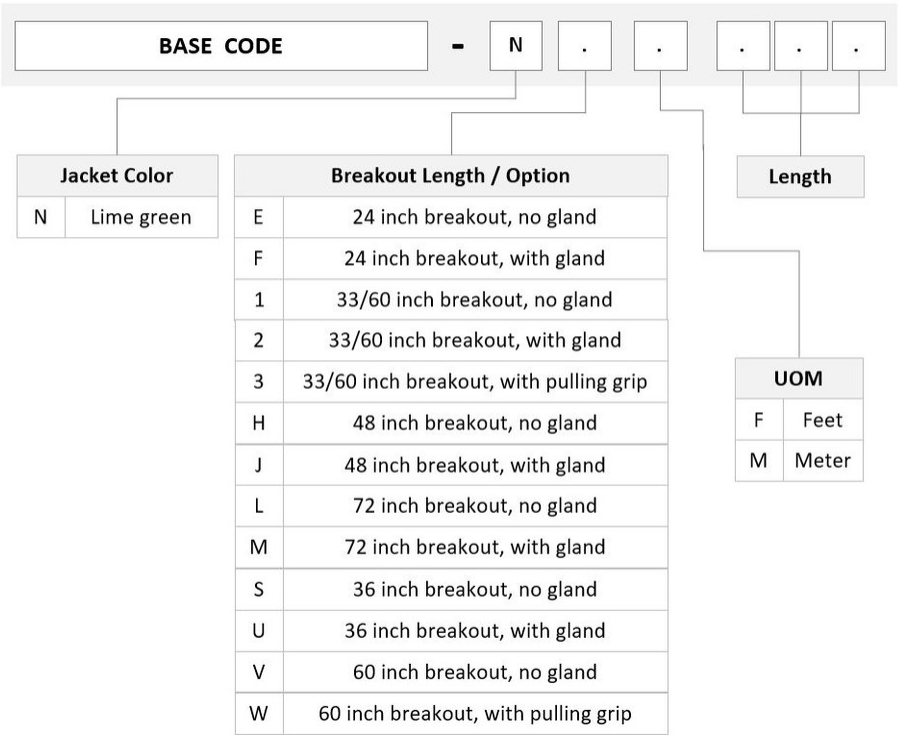 BASE CODE - N . . . . .
Jacket Color
N Lime green
Breakout Length / Option
E 24 inch breakout, no gland
F 24 inch breakout, with gland
1 33/60 inch breakout, no gland
2 33/60 inch breakout, with gland
3 33/60 inch breakout, with pulling grip
H 48 inch breakout, no gland
J 48 inch breakout, with gland
L 72 inch breakout, no gland
M 72 inch breakout, with gland
S 36 inch breakout, no gland
U 36 inch breakout, with gland
V 60 inch breakout, no gland
W 60 inch breakout, with pulling grip
Length
UOM
F Feet
M Meter